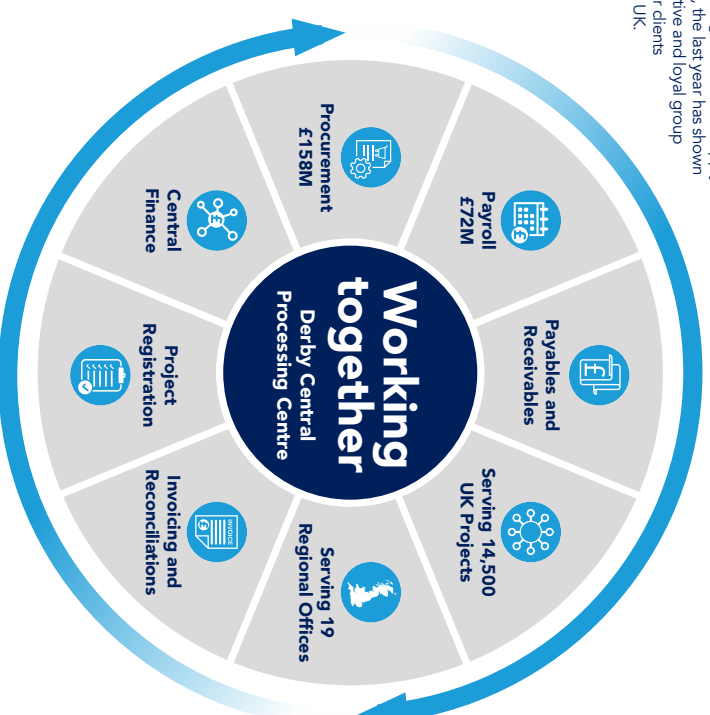 , the last year has shown
tive and loyal group
r clients
UK.
Payables and
Receivables
£
Serving 14,500
UK Projects
Serving 19
Regional Offices
INVOICE
£
Invoicing and
Reconciliations
Project
Registration
£
Central
Finance
Procurement
£158M
£
Payroll
£72M
Working
together
Derby Central
Processing Centre